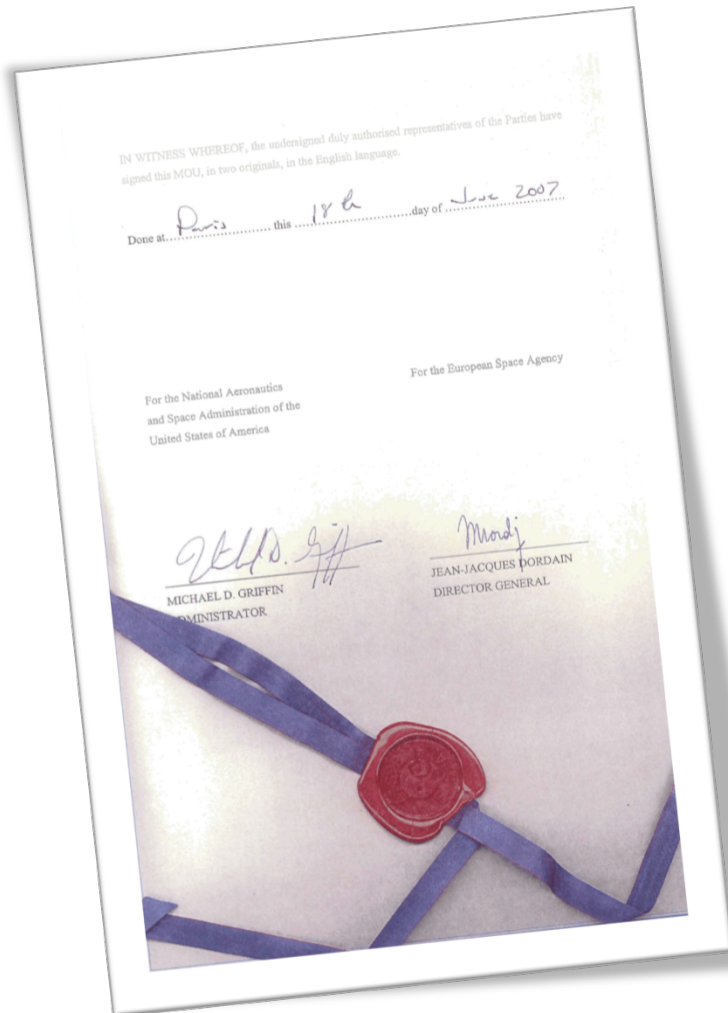 IN WITNESS WHEREOF, the undersigned duly authorised representatives of the Parties have
signed this MOU, in two originals, in the English language.
Done at Paris this 18th day of June 2007
For the National Aeronautics
and Space Administration of the
United States of America
For the European Space Agency
MICHAEL D. GRIFFIN
ADMINISTRATOR
JEAN-JACQUES DORDAIN
DIRECTOR GENERAL